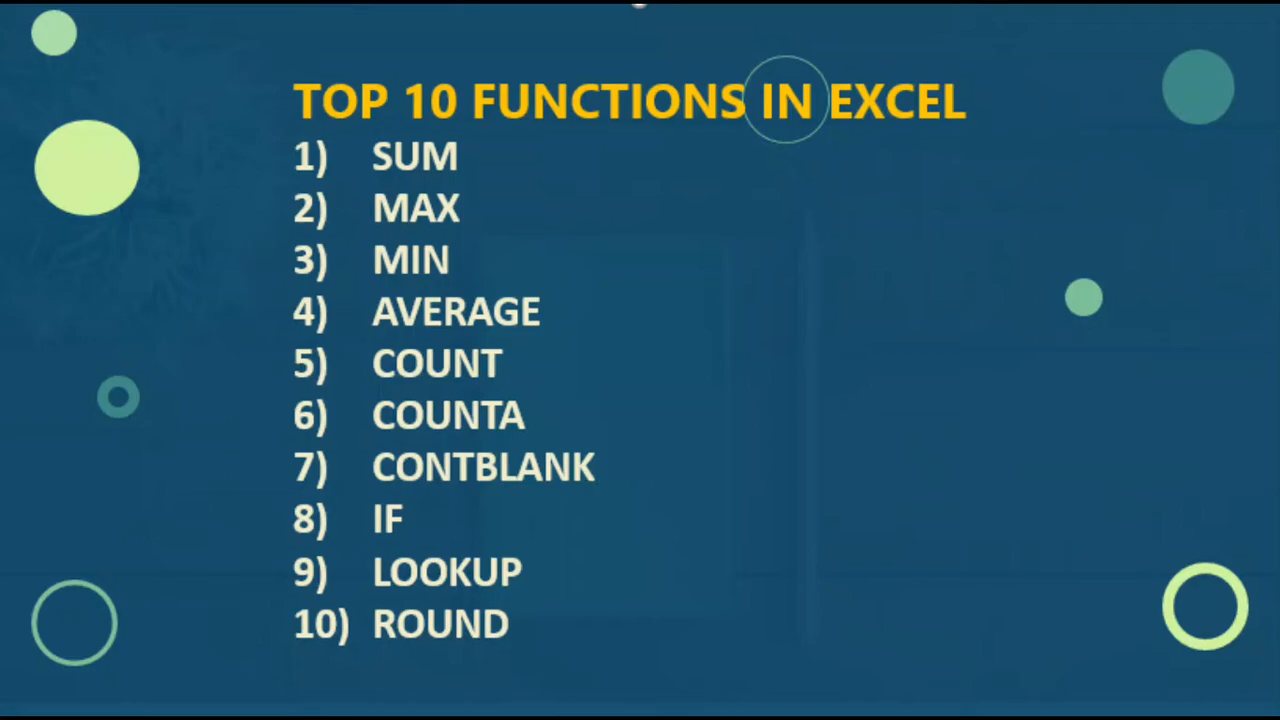 TOP 10 FUNCTIONS IN EXCEL
1) SUM
2) MAX
3) MIN
4) AVERAGE
5) COUNT
6) COUNTA
7) CONTBLANK
8) IF
9) LOOKUP
10) ROUND